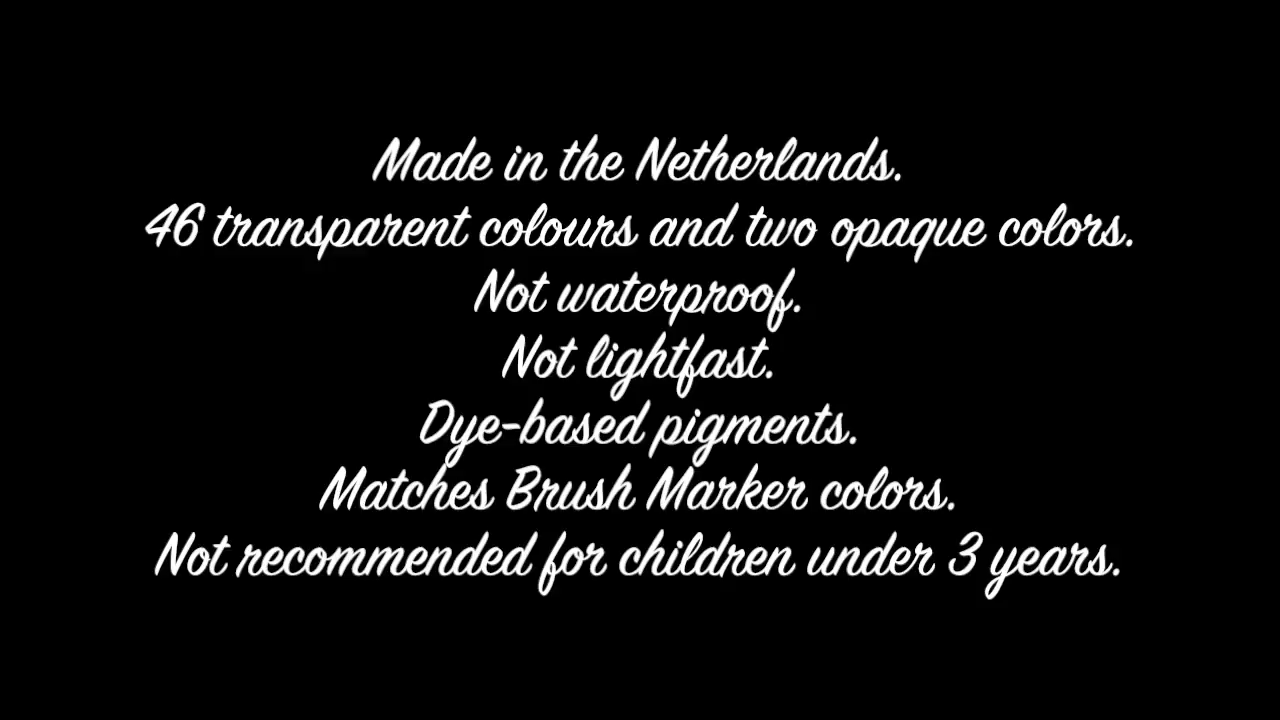 Made in the Netherlands.
46 transparent colours and two opaque colors.
Not waterproof.
Not lightfast.
Dye-based pigments.
Matches Brush Marker colors.
Not recommended for children under 3 years.